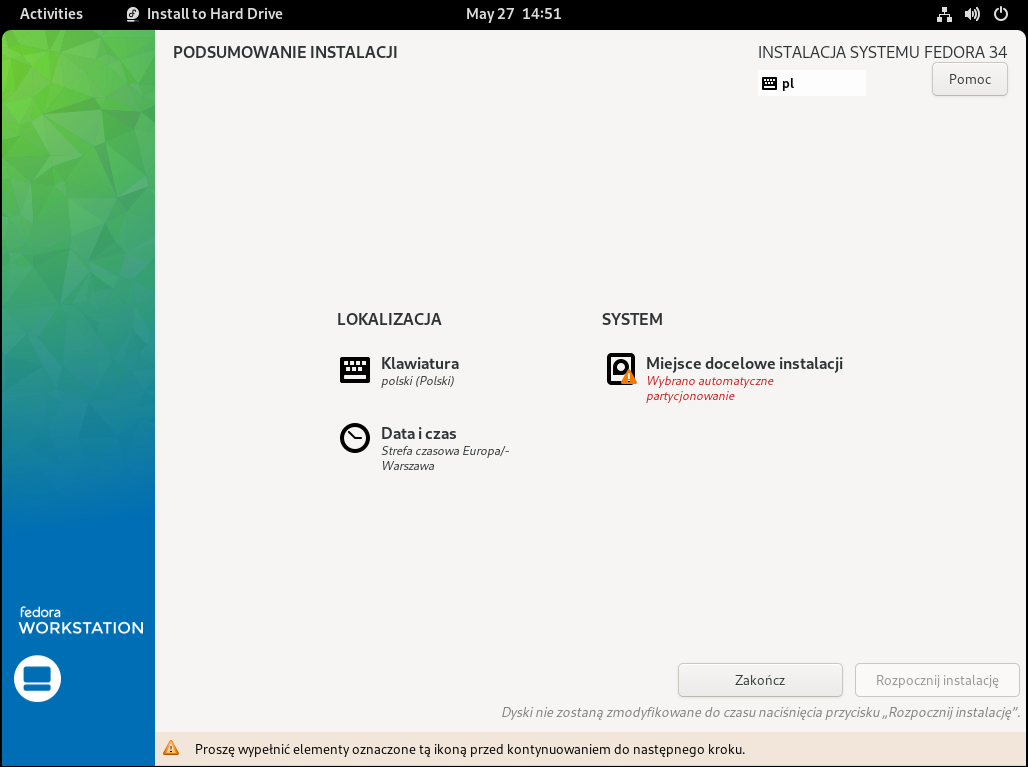 Activities
Install to Hard Drive
May 27 14:51
PODSUMOWANIE INSTALACJI
INSTALACJA SYSTEMU FEDORA 34
pl
Pomoc
LOKALIZACJA
SYSTEM
Klawiatura
polski (Polski)
Miejsce docelowe instalacji
Wybrano automatyczne
partycjonowanie
Data i czas
Strefa czasowa Europa/-
Warszawa
fedora
WORKSTATION
Zakończ
Rozpocznij instalację
Dyski nie zostaną zmodyfikowane do czasu naciśnięcia przycisku „Rozpocznij instalację”.
Proszę wypełnić elementy oznaczone tą ikoną przed kontynuowaniem do następnego kroku.